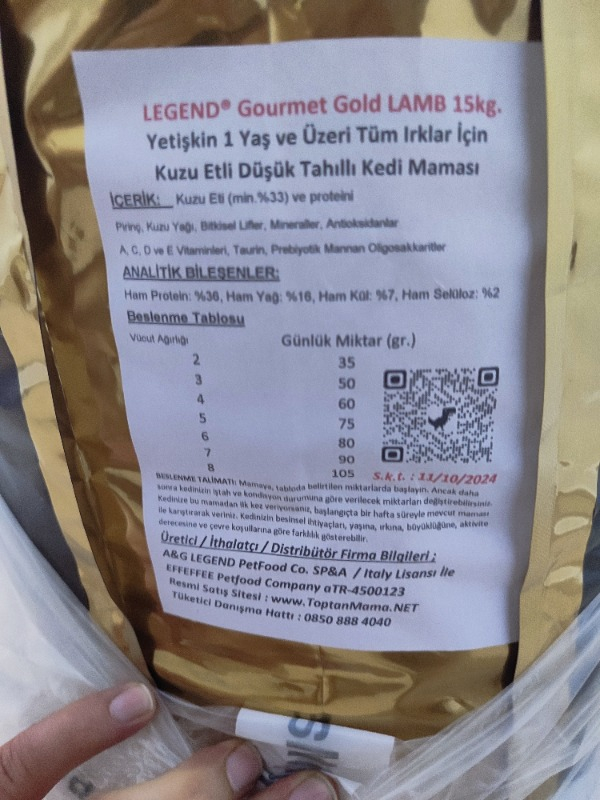 LEGEND® Gourmet Gold LAMB 15kg.
Yetişkin 1 Yaş ve Üzeri Tüm Irklar İçin
Kuzu Etli Düşük Tahıllı Kedi Maması
İÇERİK: Kuzu Eti (min.%33) ve proteini
Pirinç, Kuzu Yağı, Bitkisel Lifler, Mineraller, Antioksidanlar
A, C, D ve E Vitaminleri, Taurin, Prebiyotik Mannan Oligosakkaritler
ANALİTİK BİLEŞENLER:
Ham Protein: %36, Ham Yağ: %16, Ham Kül: %7, Ham Selüloz: %2
Beslenme Tablosu
Vücut Ağırlığı Günlük Miktar (gr.)
2 35
3 50
4 60
5 75
6 80
7 90
8 105
S.k.t. : 11/10/2024
BESLENME TALİMATI: Mamaya, tabloda belirtilen miktarlarda başlayın. Ancak daha
sonra kedinizin iştah ve kondisyon durumuna göre verilecek miktarları değiştirebilirsiniz.
Kedinize bu mamadan ilk kez veriyorsanız, başlangıçta bir hafta süreyle mevcut maması
ile karıştırarak veriniz. Kedinizin besinsel ihtiyaçları, yaşına, ırkına, büyüklüğüne, aktivite
derecesine ve çevre koşullarına göre farklılık gösterebilir.
Üretici / İthalatçı / Distribütör Firma Bilgileri ;
A&G LEGEND PetFood Co. SP&A / Italy Lisansı İle
EFFEFFEE Petfood Company αTR-4500123
Resmi Satış Sitesi : www.ToptanMama.NET
Tüketici Danışma Hattı : 0850 888 4040